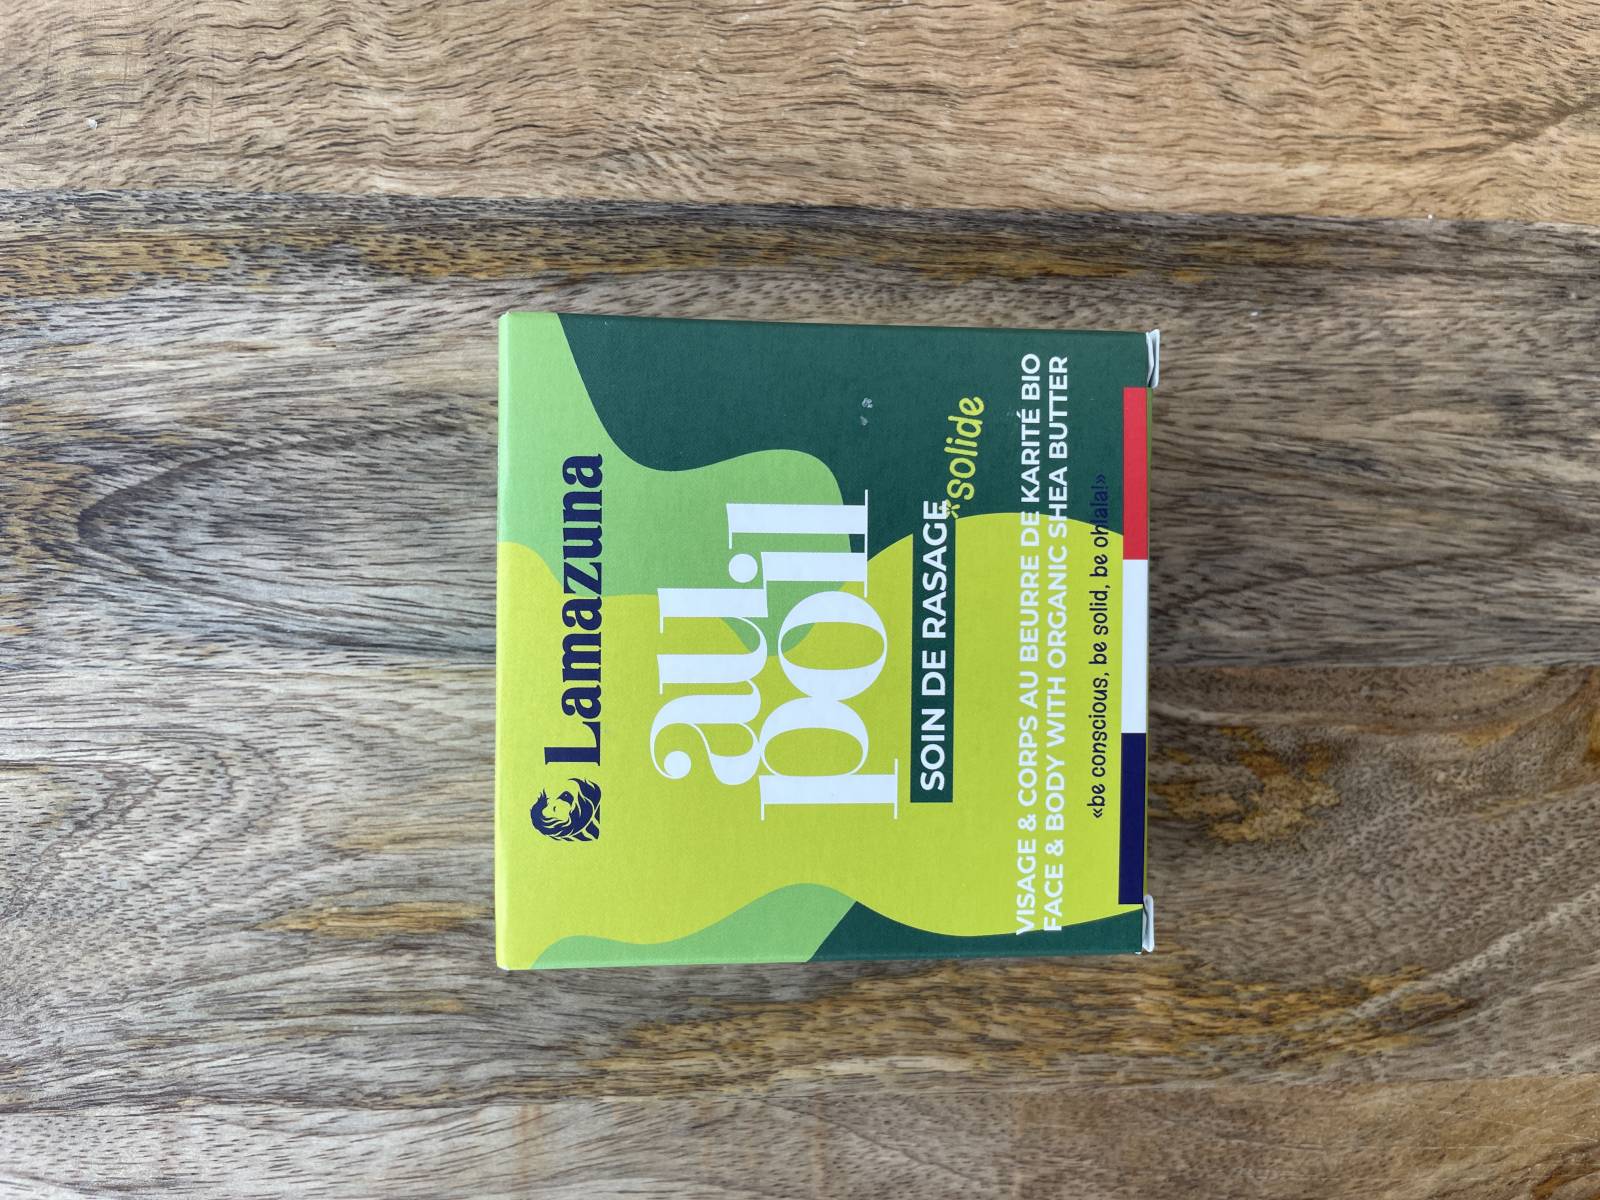 Lamazuna
au
poil
SOIN DE RASAGE
*solide
VISAGE & CORPS AU BEURRE DE KARITÉ BIO
FACE & BODY WITH ORGANIC SHEA BUTTER
«be conscious, be solid, be ohlala!»